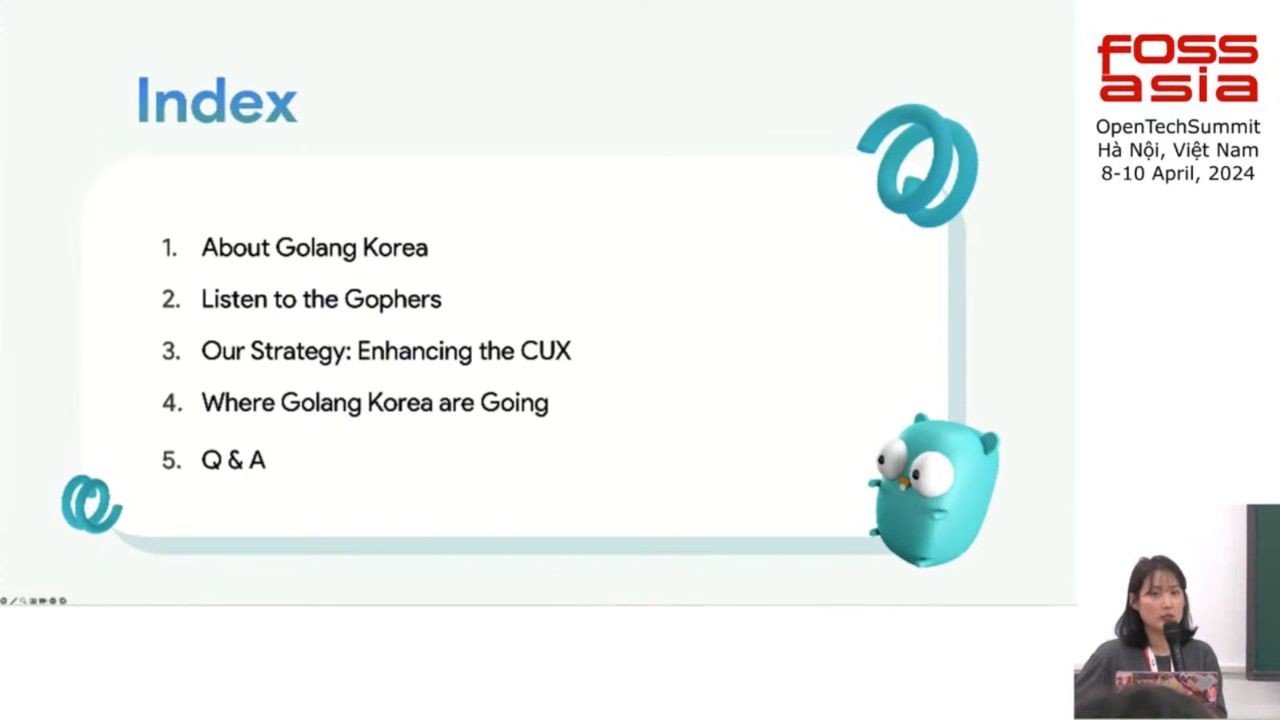 Index
1. About Golang Korea
2. Listen to the Gophers
3. Our Strategy: Enhancing the CUX
4. Where Golang Korea are Going
5. Q & A
FOSS
asia
OpenTechSummit
Hà Nội, Việt Nam
8-10 April, 2024